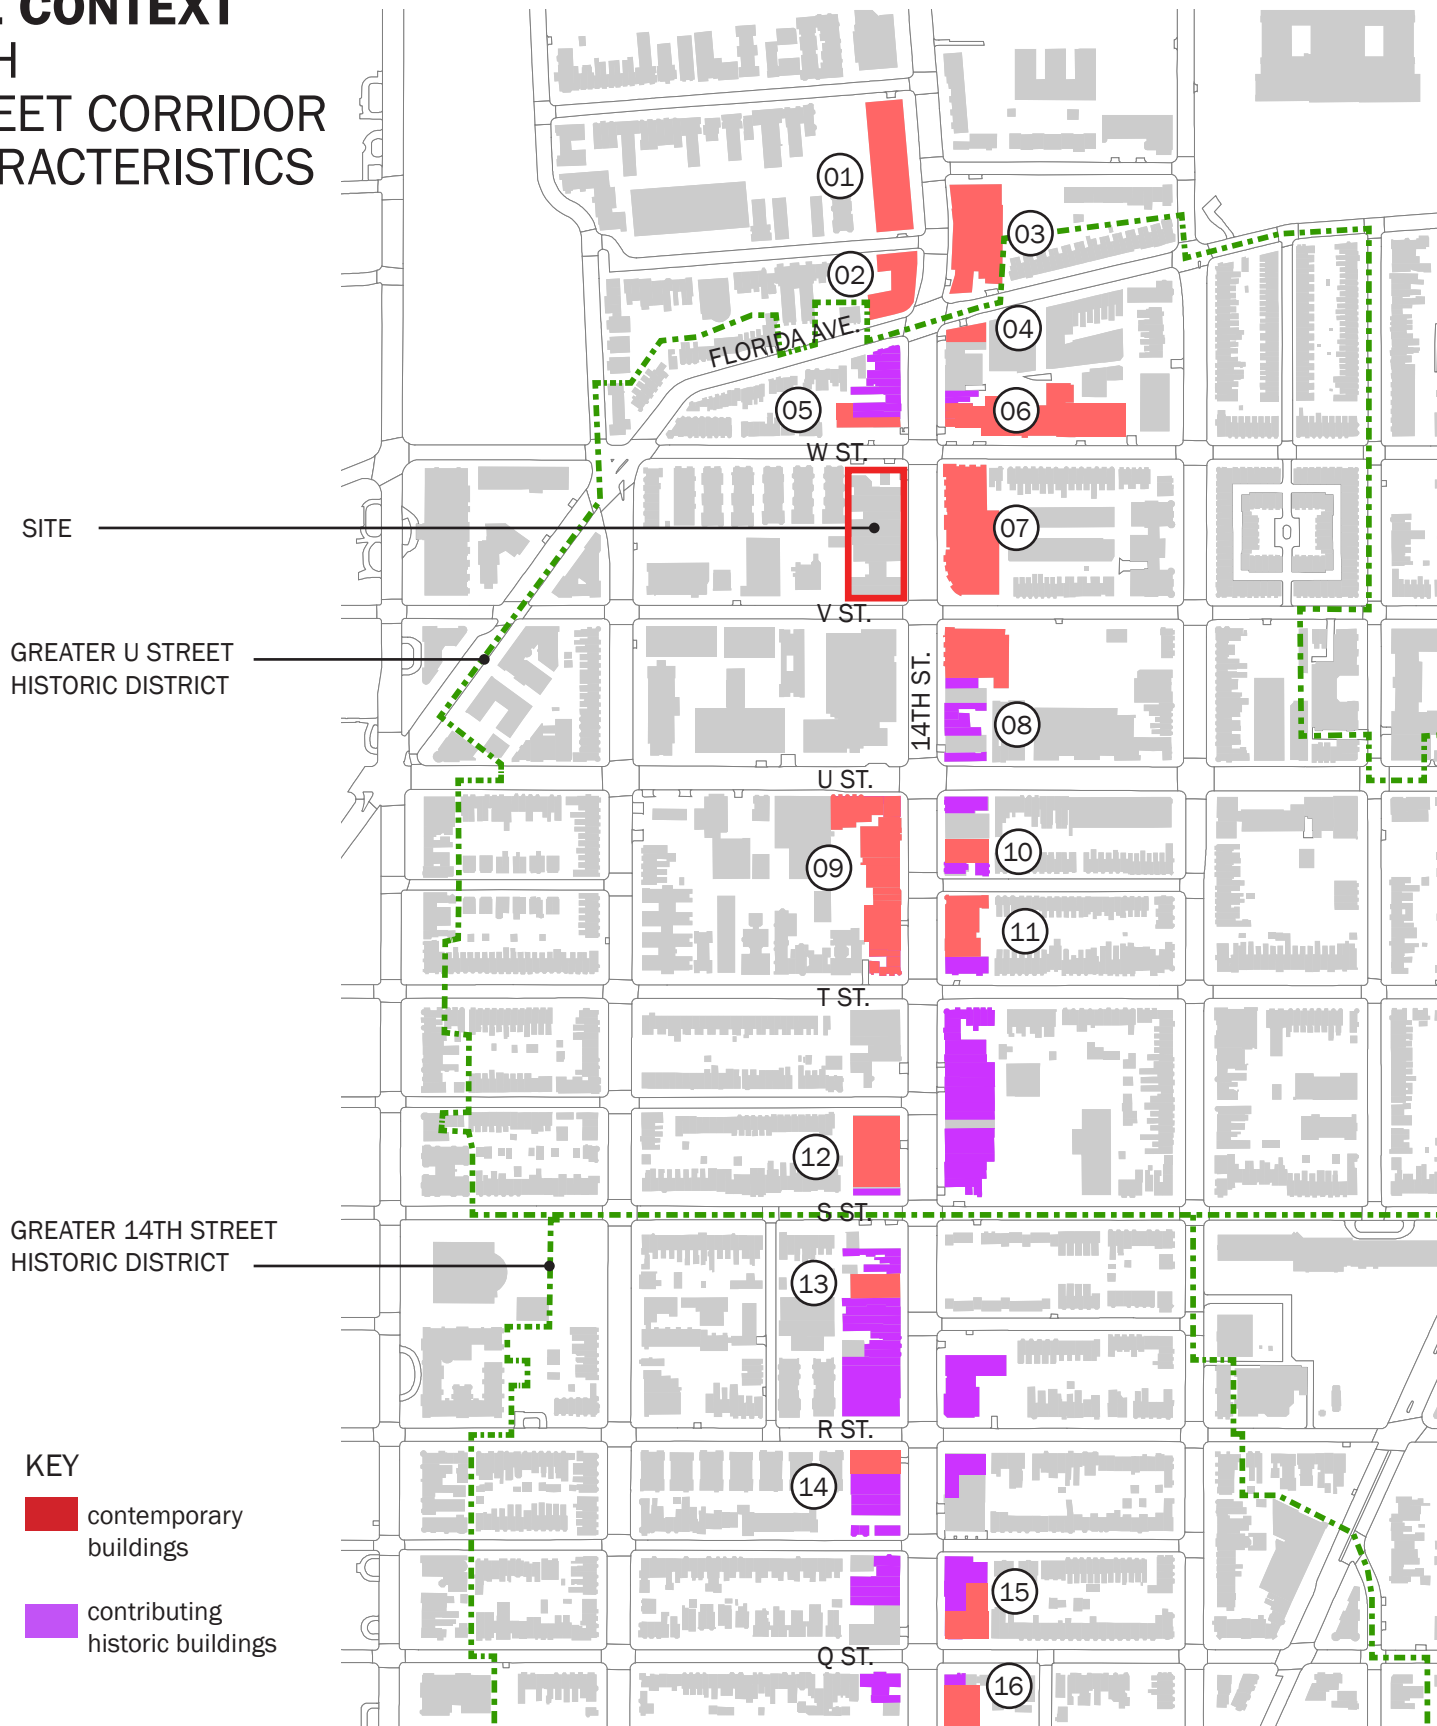 CONTEXT
EET CORRIDOR
RACTERISTICS
01
03
02
FLORIDA AVE.
04
05
06
W ST.
SITE
07
V ST.
GREATER U STREET
HISTORIC DISTRICT
14TH ST.
08
U ST.
09
10
11
T ST.
12
S ST.
GREATER 14TH STREET
HISTORIC DISTRICT
13
R ST.
KEY
14
contemporary
buildings
15
contributing
historic buildings
Q ST.
16